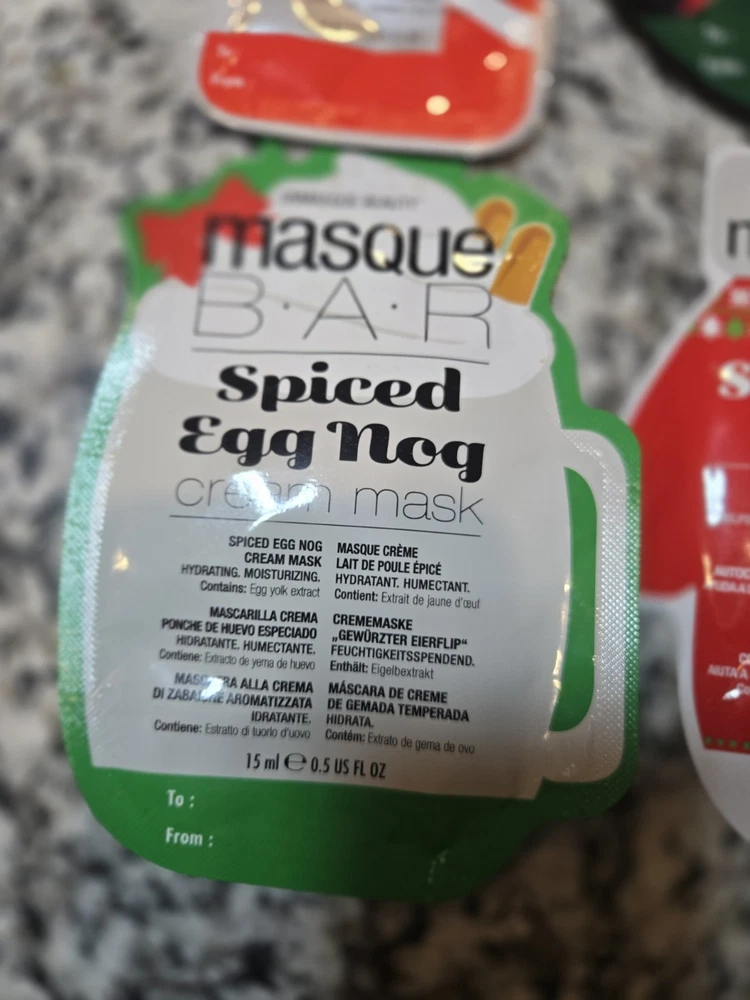 masque
B·A·R
Spiced
Egg Nog
cream mask
SPICED EGG NOG
CREAM MASK
HYDRATING. MOISTURIZING.
Contains: Egg yolk extract
MASQUE CRÈME
LAIT DE POULE ÉPICÉ
HYDRATANT. HUMECTANT.
Contient: Extrait de jaune d'œuf
MASCARILLA CREMA
PONCHE DE HUEVO ESPECIADO
HIDRATANTE. HUMECTANTE.
Contiene: Extracto de yema de huevo
CREMEMASKE
„GEWÜRZTER EIERFLIP“
FEUCHTIGKEITSSPENDEND.
Enthält: Eigelbextrakt
MASCHERA ALLA CREMA
DI ZABAIONE AROMATIZZATA
IDRATANTE.
Contiene: Estratto di tuorlo d'uovo
MÁSCARA DE CREME
DE GEMADA TEMPERADA
HIDRATA.
Contém: Extrato de gema de ovo
15 ml ℮ 0.5 US FL OZ
To :
From :